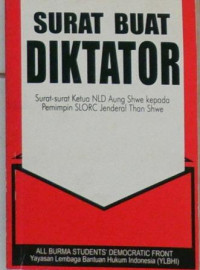 SURAT BUAT
DIKTATOR
Surat-surat Ketua NLD Aung Shwe kepada
Pemimpin SLORC Jenderal Than Shwe
ALL BURMA STUDENTS' DEMOCRATIC FRONT
Yayasan Lembaga Bantuan Hukum Indonesia (YLBHI)